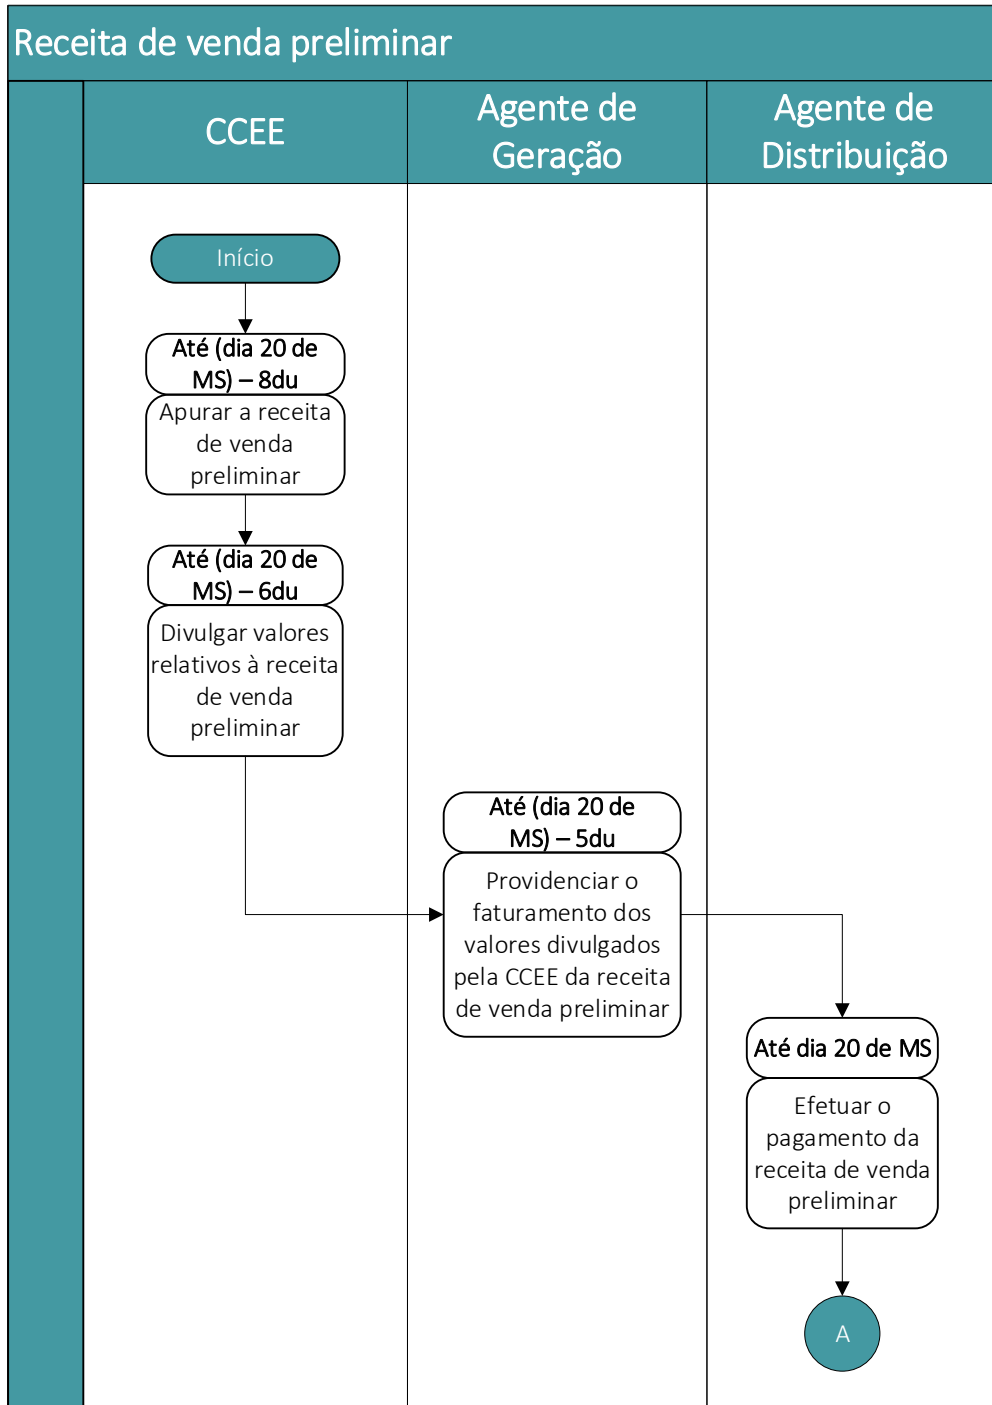 Receita de venda preliminar
CCEE
Agente de
Geração
Agente de
Distribuição
Início
Até (dia 20 de
MS) – 8du
Apurar a receita
de venda
preliminar
Até (dia 20 de
MS) – 6du
Divulgar valores
relativos à receita
de venda
preliminar
Até (dia 20 de
MS) – 5du
Providenciar o
faturamento dos
valores divulgados
pela CCEE da receita
de venda preliminar
Até dia 20 de MS
Efetuar o
pagamento da
receita de venda
preliminar
A